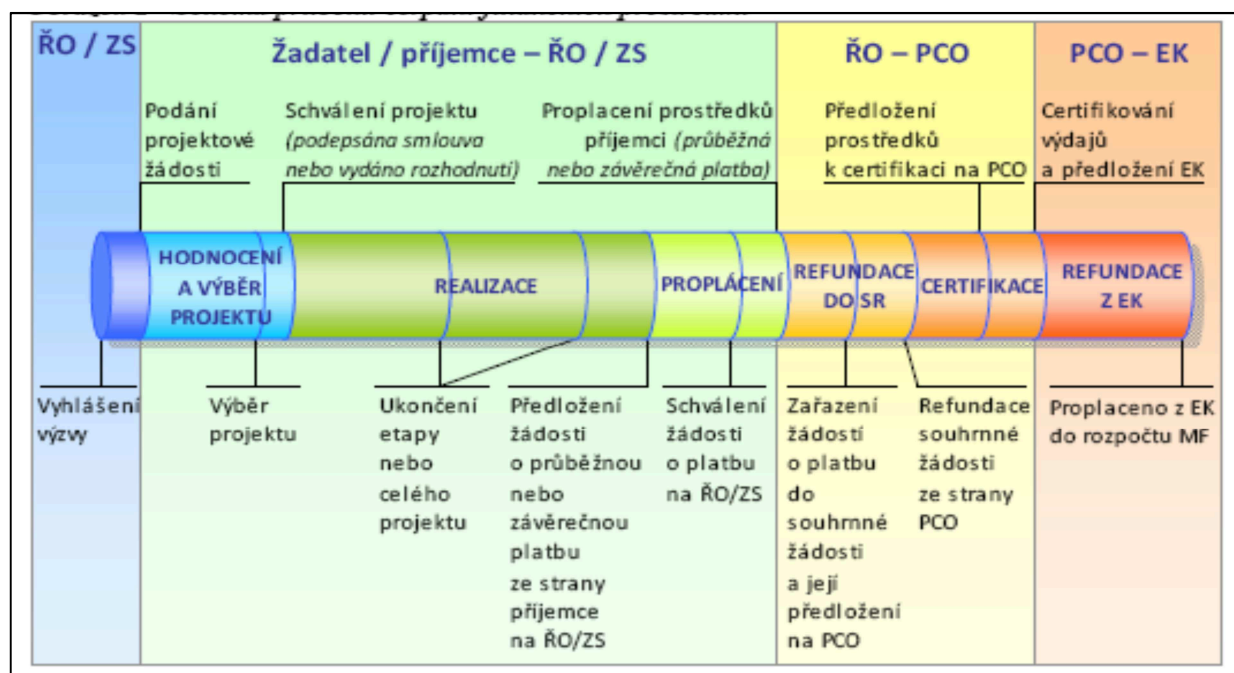 ŘO / ZS
Žadatel / příjemce – ŘO / ZS
ŘO – PCO
PCO – EK
Podání
projektové
žádosti
Schválení projektu
(podepsána smlouva
nebo vydáno rozhodnutí)
Proplacení prostředků
příjemci (průběžná
nebo závěrečná platba)
Předložení
prostředků
k certifikaci na PCO
Certifikování
výdajů
a předložení EK
HODNOCENÍ
A VÝBĚR
PROJEKTU
REALIZACE
PROPLÁCENÍ
REFUNDACE
DO SR
CERTIFIKACE
REFUNDACE
Z EK
Vyhlášení
výzvy
Výběr
projektu
Ukončení
etapy
nebo
celého
projektu
Předložení
žádosti
o průběžnou
nebo
závěrečnou
platbu
ze strany
příjemce
na ŘO/ZS
Schválení
žádosti
o platbu
na ŘO/ZS
Zařazení
žádostí
o platbu
do
souhrnné
žádosti
a její
předložení
na PCO
Refundace
souhrnné
žádosti
ze strany
PCO
Proplaceno z EK
do rozpočtu MF